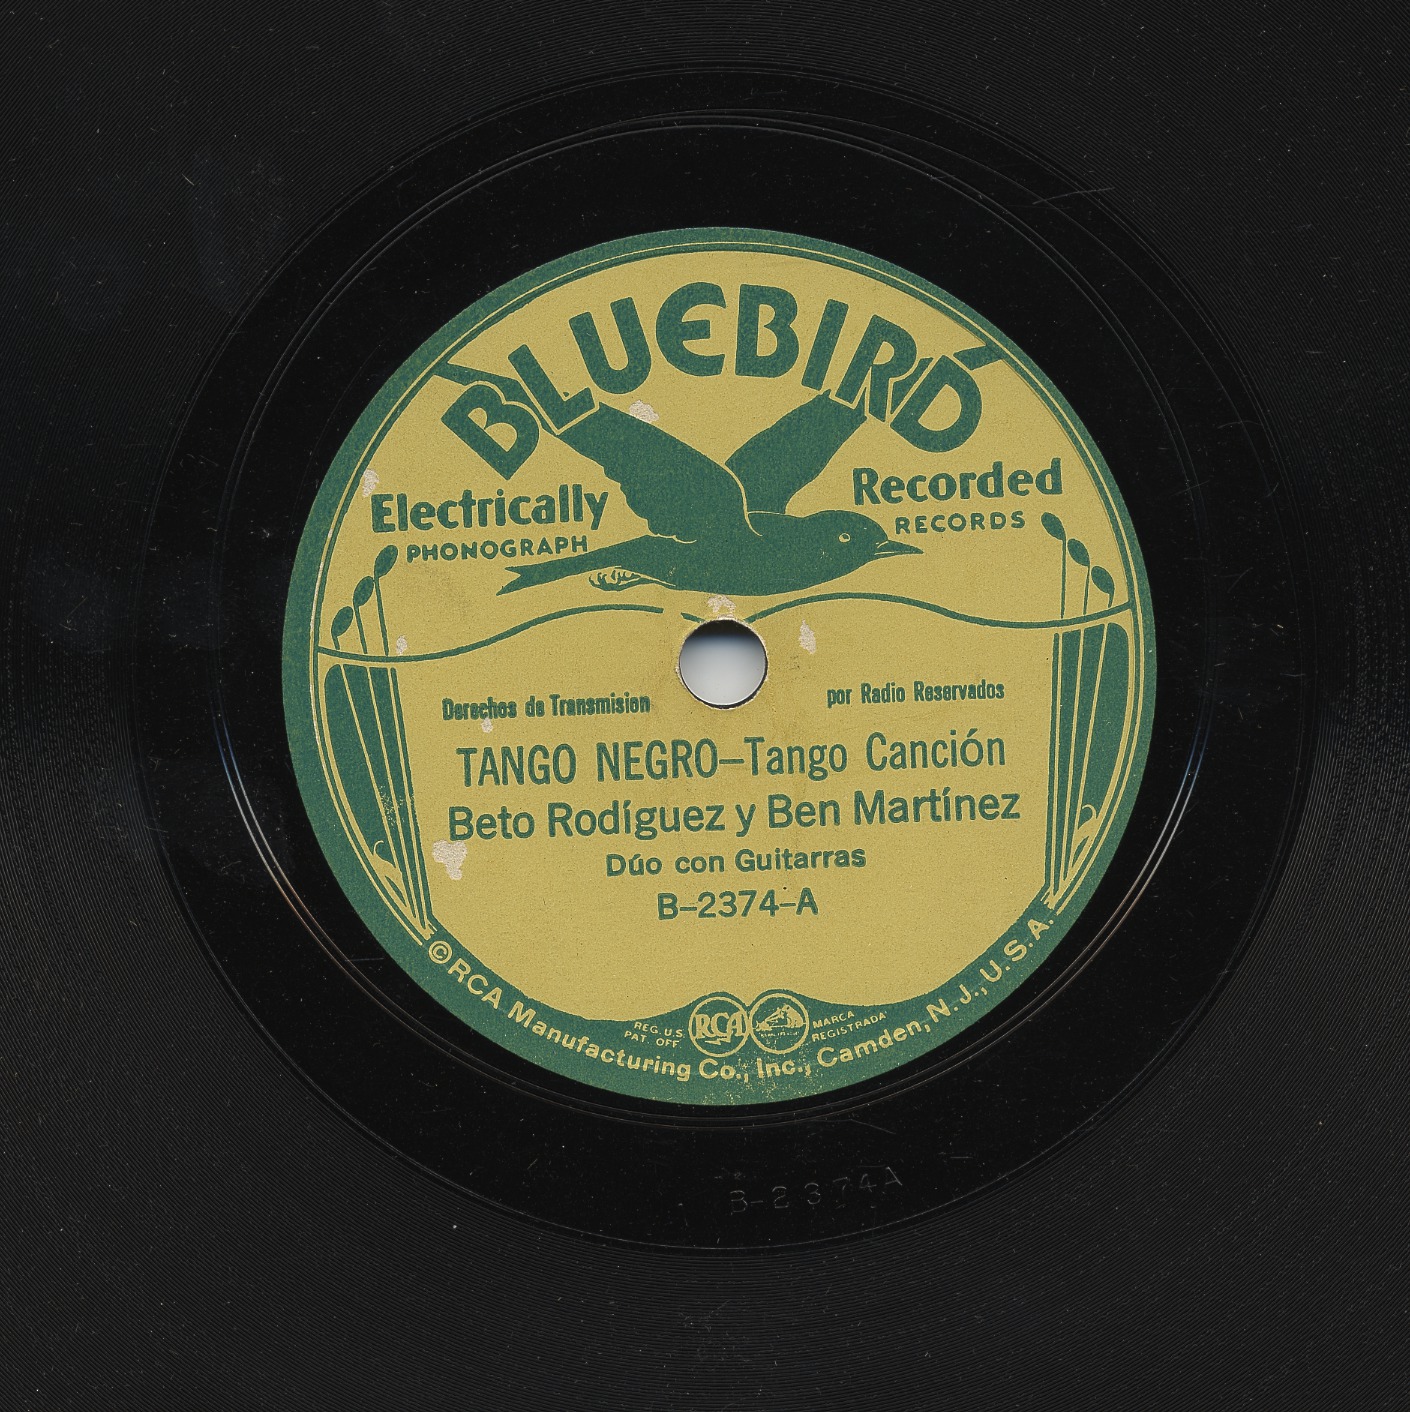 BLUEBIRD
Electrically Recorded
PHONOGRAPH RECORDS
Derechos de Transmision por Radio Reservados
TANGO NEGRO—Tango Canción
Beto Rodíguez y Ben Martínez
Dúo con Guitarras
B-2374-A
REG. U.S. PAT. OFF. RCA MARCA REGISTRADA
©RCA Manufacturing Co., Inc., Camden, N.J., U.S.A.
B-2374A